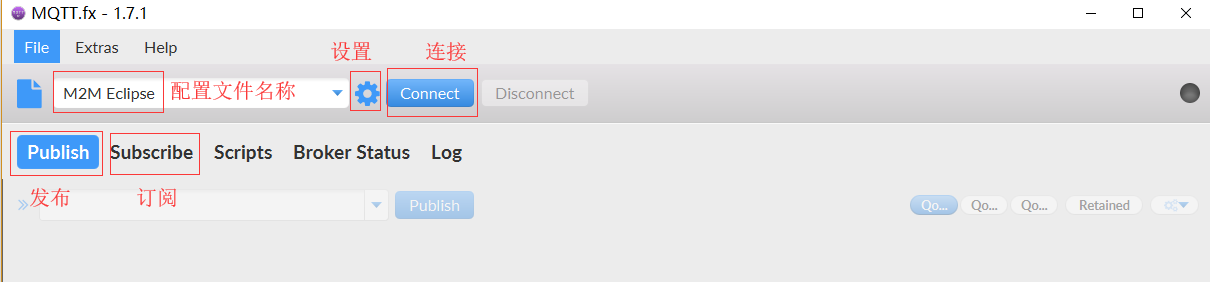 MQTT.fx - 1.7.1
File Extras Help
设置 连接
M2M Eclipse 配置文件名称 Connect Disconnect
Publish Subscribe Scripts Broker Status Log
发布 订阅
Publish Qo... Qo... Qo... Retained